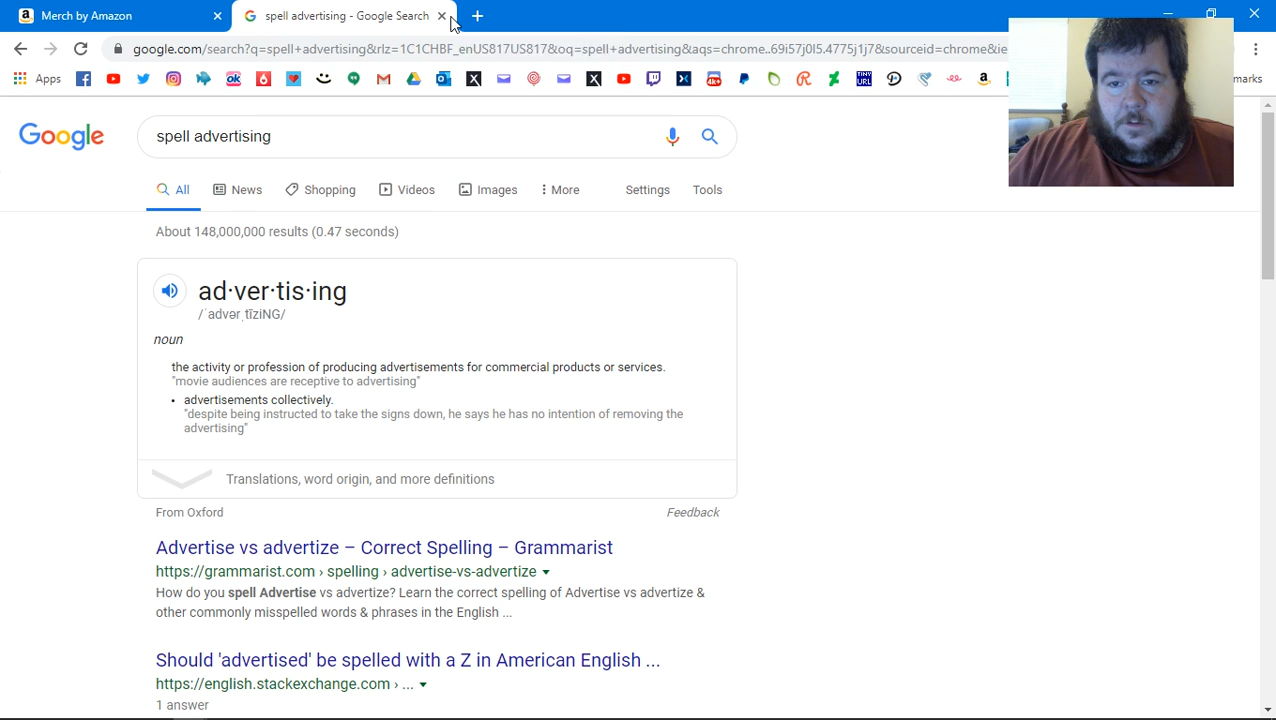 Merch by Amazon
spell advertising - Google Search
google.com/search?q=spell+advertising&rlz=1C1CHBF_enUS817US817&oq=spell+advertising&aqs=chrome..69i57j0l5.4775j1j7&sourceid=chrome&ie
Apps
marks
Google
spell advertising
All News Shopping Videos Images More Settings Tools
About 148,000,000 results (0.47 seconds)
ad·ver·tis·ing
/ˈadvərˌtīziNG/
noun
the activity or profession of producing advertisements for commercial products or services.
"movie audiences are receptive to advertising"
• advertisements collectively.
"despite being instructed to take the signs down, he says he has no intention of removing the
advertising"
Translations, word origin, and more definitions
From Oxford Feedback
Advertise vs advertize – Correct Spelling – Grammarist
https://grammarist.com › spelling › advertise-vs-advertize
How do you spell Advertise vs advertize? Learn the correct spelling of Advertise vs advertize &
other commonly misspelled words & phrases in the English ...
Should 'advertised' be spelled with a Z in American English ...
https://english.stackexchange.com › ...
1 answer